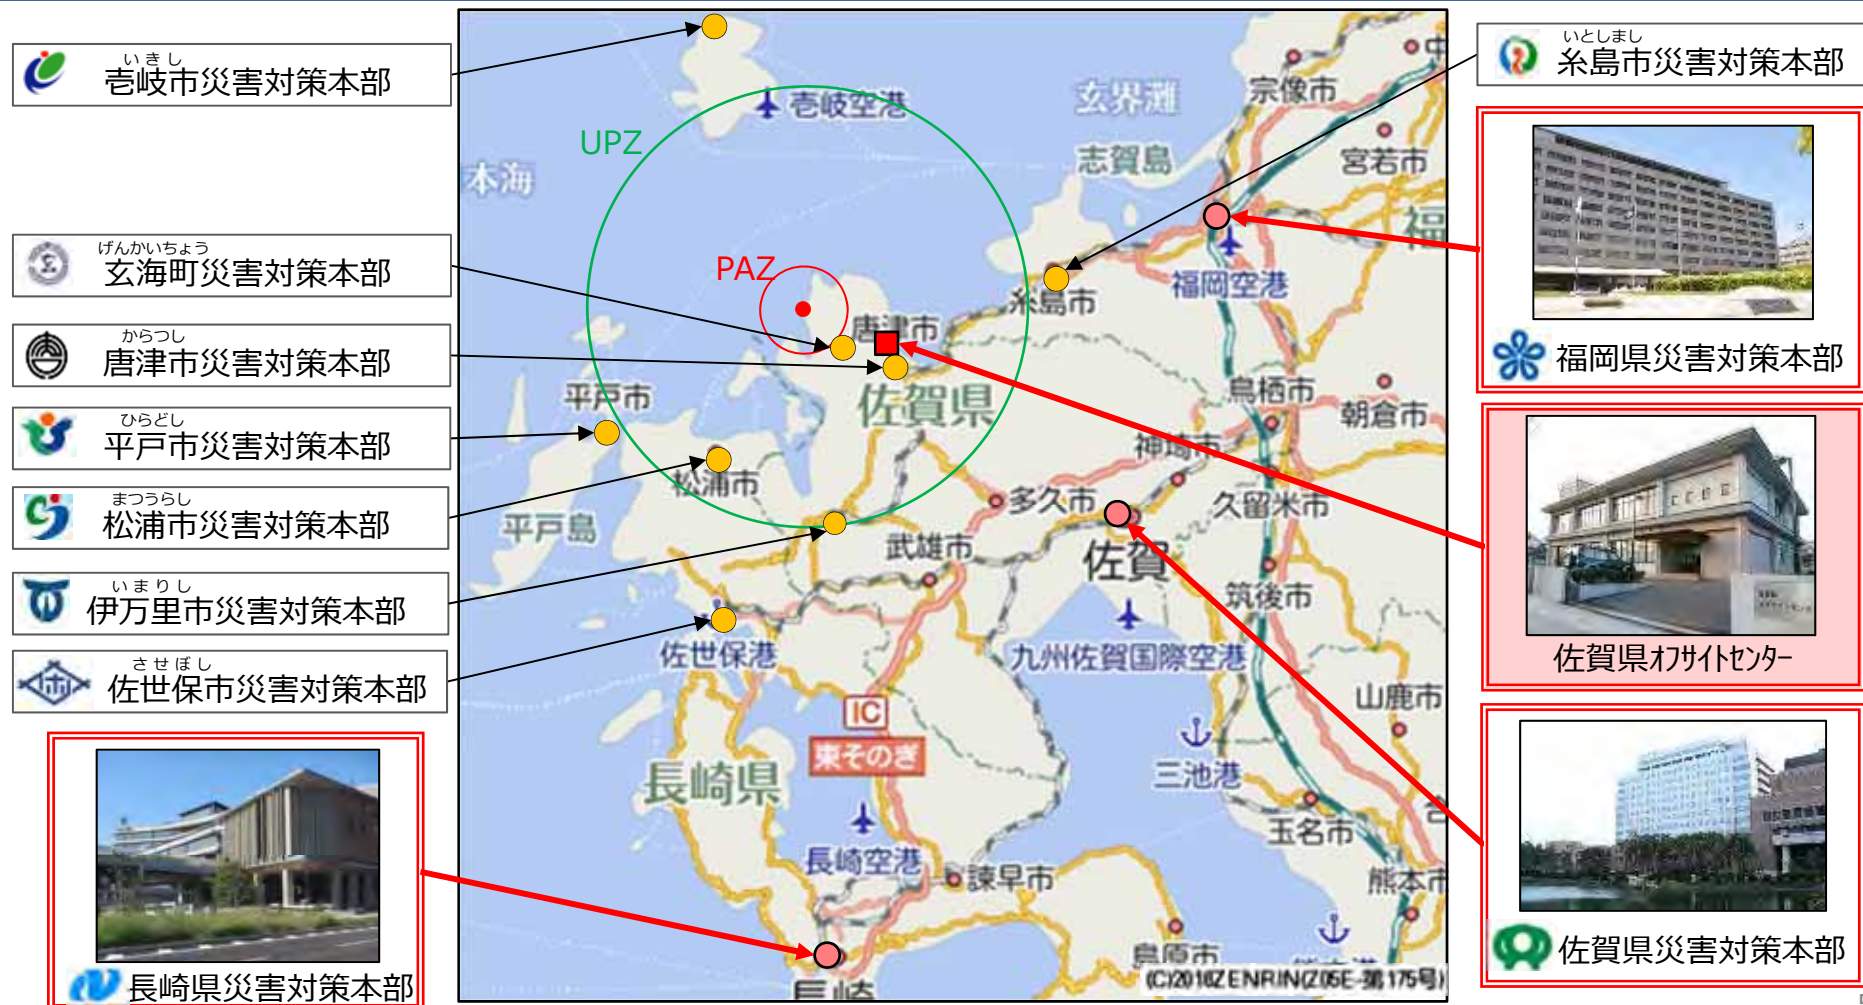 いきし
壱岐市災害対策本部
げんかいちょう
玄海町災害対策本部
からつし
唐津市災害対策本部
ひらどし
平戸市災害対策本部
まつうらし
松浦市災害対策本部
いまりし
伊万里市災害対策本部
させぼし
佐世保市災害対策本部
長崎県災害対策本部
壱岐空港
UPZ
本海
PAZ
玄界灘
志賀島
宗像市
宮若市
福
福岡空港
糸島市
唐津市
佐賀県
平戸市
松浦市
平戸島
鳥栖市
朝倉市
神埼市
多久市
久留米市
武雄市
佐賀
筑後市
佐世保港
九州佐賀国際空港
山鹿市
IC
東そのぎ
三池港
長崎県
玉名市
長崎空港
諫早市
熊本市
島原市
長崎
(C)2016ZENRIN(Z05E-第175号)
いとしまし
糸島市災害対策本部
福岡県災害対策本部
佐賀県オフサイトセンター
佐賀県災害対策本部